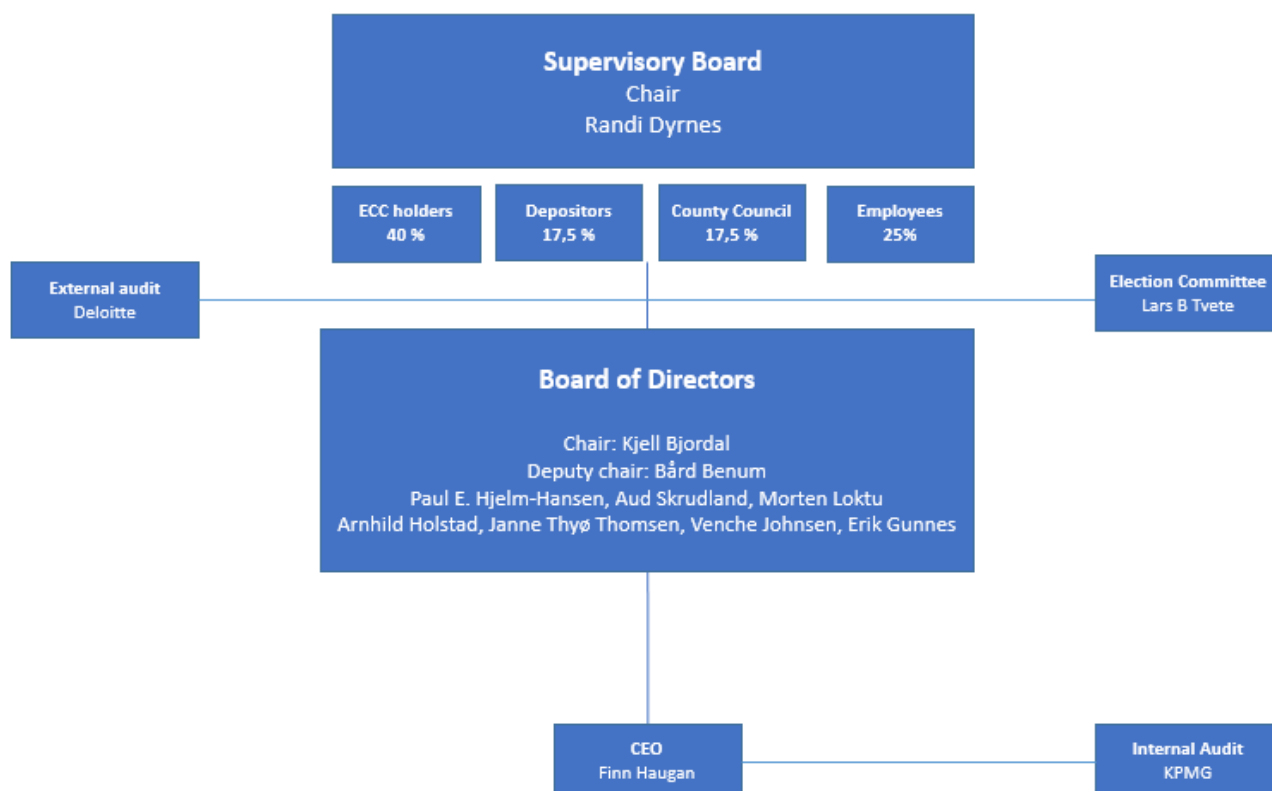 Supervisory Board
Chair
Randi Dyrnes
ECC holders
40 %
Depositors
17,5 %
County Council
17,5 %
Employees
25%
External audit
Deloitte
Election Committee
Lars B Tvete
Board of Directors
Chair: Kjell Bjordal
Deputy chair: Bård Benum
Paul E. Hjelm-Hansen, Aud Skrudland, Morten Loktu
Arnhild Holstad, Janne Thyø Thomsen, Venche Johnsen, Erik Gunnes
CEO
Finn Haugan
Internal Audit
KPMG